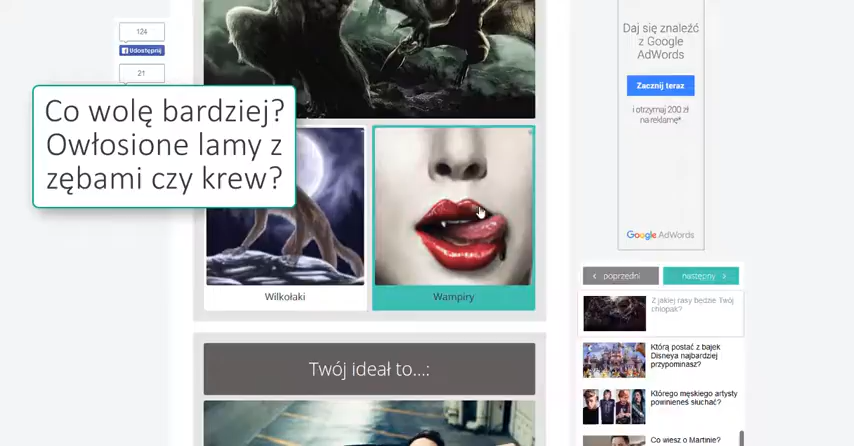 124
Udostępnij
21
Co wolę bardziej?
Owłosione lamy z
zębami czy krew?
Wilkołaki
Wampiry
Twój ideał to...:
Daj się znaleźć
z Google
AdWords
Zacznij teraz
i otrzymaj 200 zł
na reklamę*
Google AdWords
poprzedni
następny
Z jakiej rasy będzie Twój
chłopak?
Którą postać z bajek
Disneya najbardziej
przypominasz?
Którego męskiego artysty
powinieneś słuchać?
Co wiesz o Martinie?